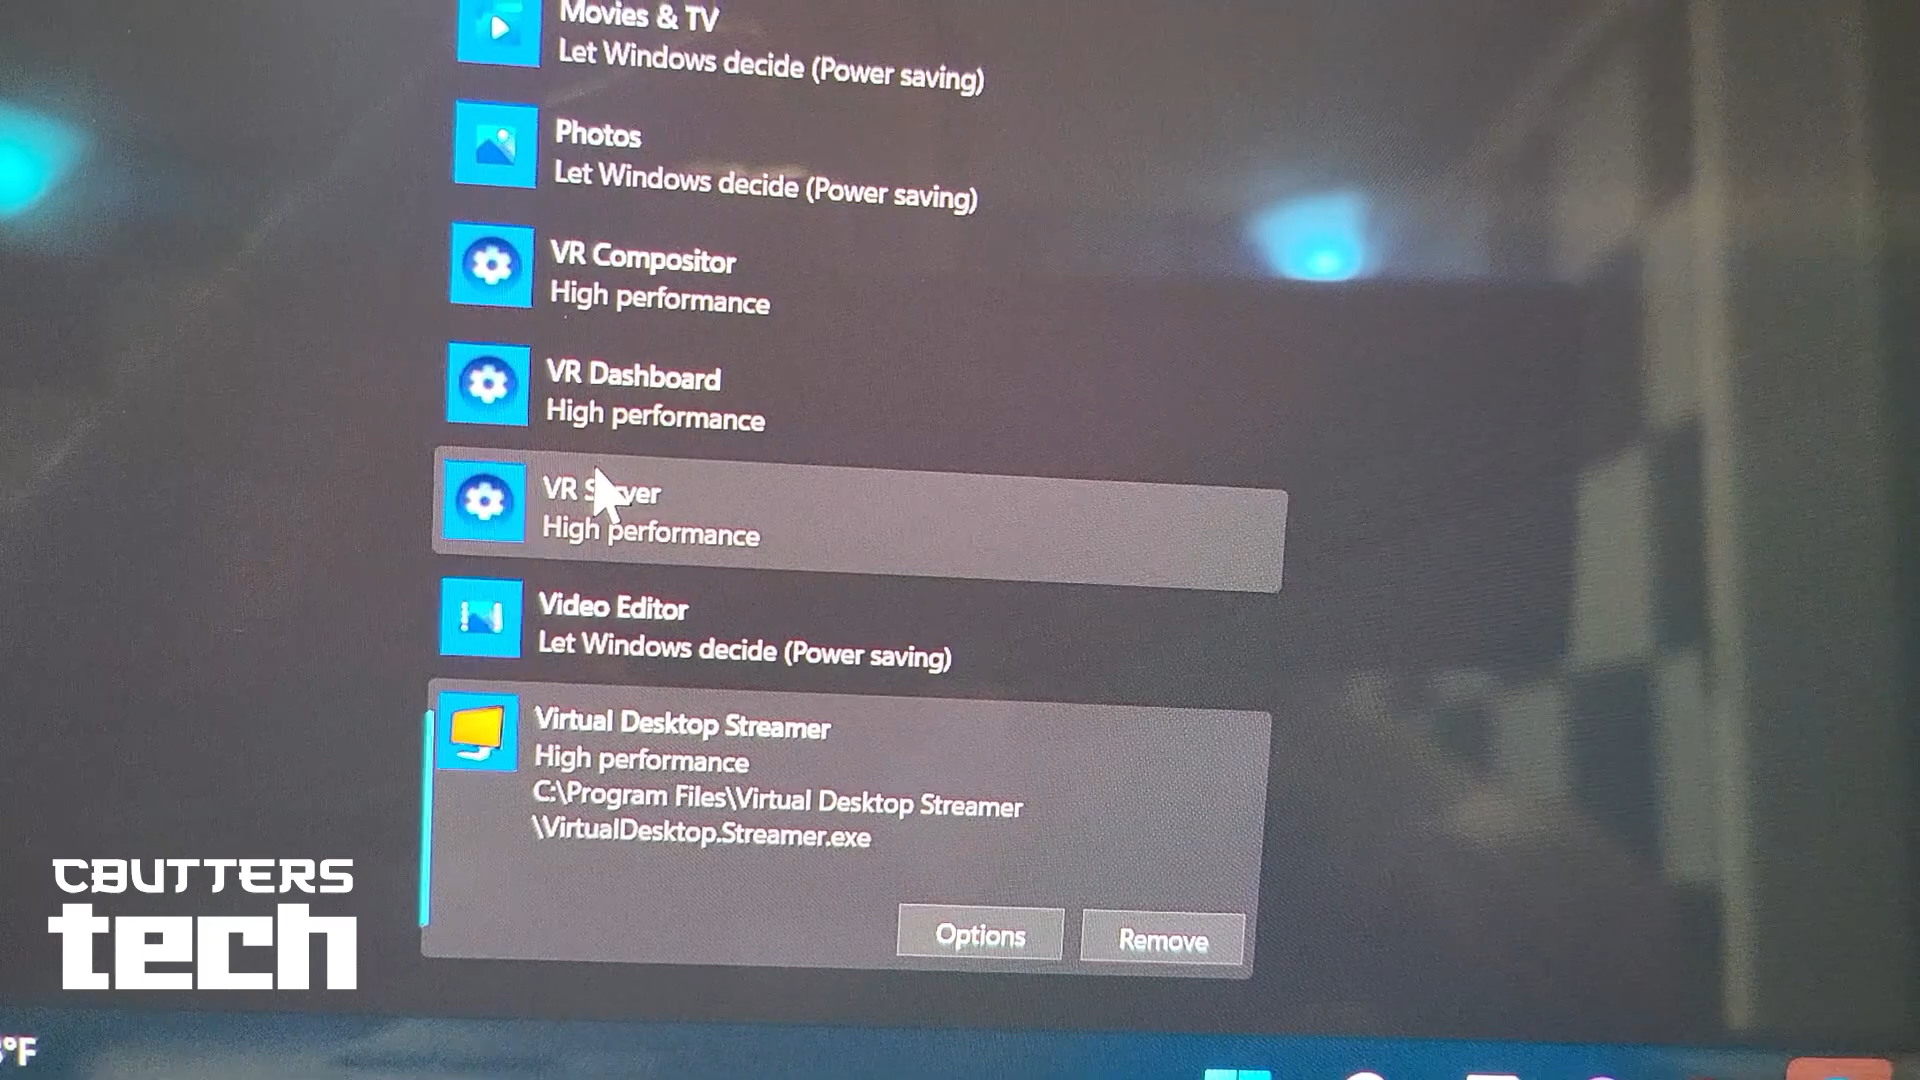 Movies & TV
Let Windows decide (Power saving)
Photos
Let Windows decide (Power saving)
VR Compositor
High performance
VR Dashboard
High performance
VR Server
High performance
Video Editor
Let Windows decide (Power saving)
Virtual Desktop Streamer
High performance
C:\Program Files\Virtual Desktop Streamer
\VirtualDesktop.Streamer.exe
Options
Remove
CBUTTERS
tech
°F